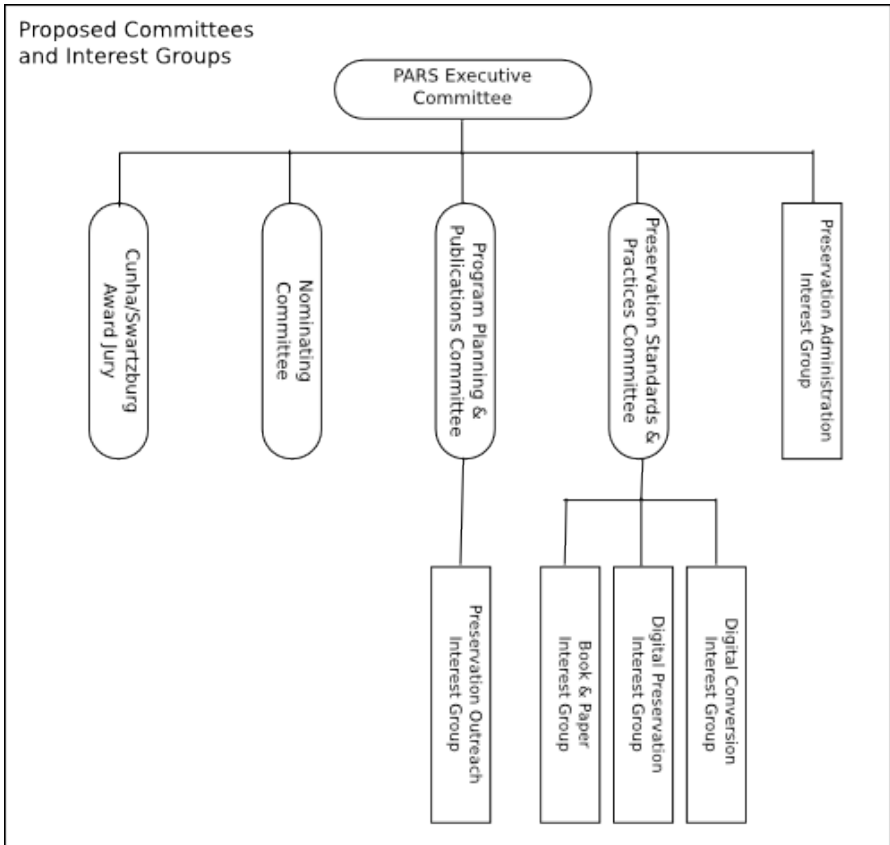 Proposed Committees
and Interest Groups
PARS Executive
Committee
Cunha/Swartzburg
Award Jury
Nominating
Committee
Program Planning &
Publications Committee
Preservation Standards &
Practices Committee
Preservation Administration
Interest Group
Preservation Outreach
Interest Group
Book & Paper
Interest Group
Digital Preservation
Interest Group
Digital Conversion
Interest Group